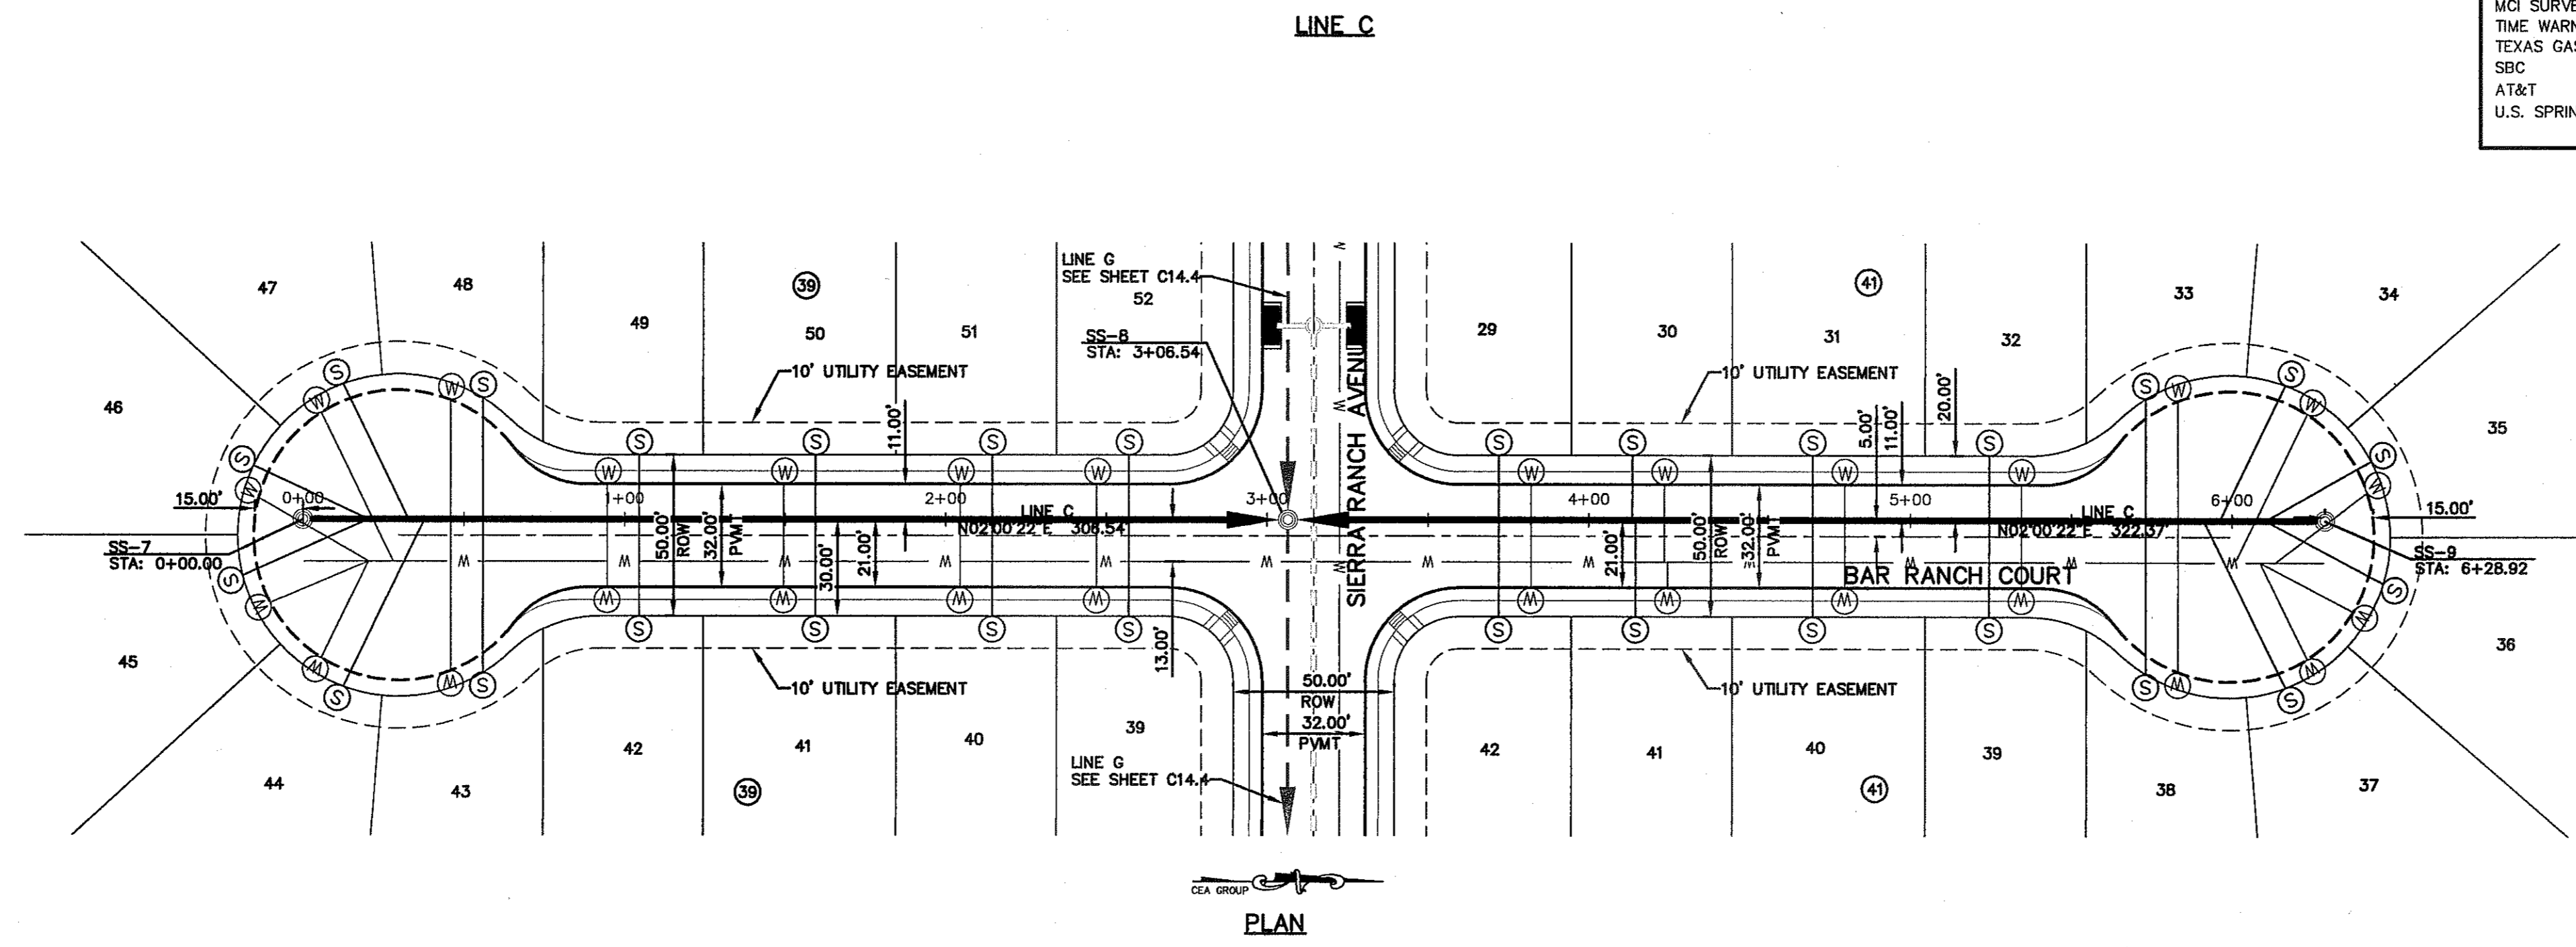 LINE C
MCI SURVE
TIME WARN
TEXAS GAS
SBC
AT&T
U.S. SPRIN
47
48
49
39
50
51
LINE G
SEE SHEET C14.4
52
SS-8
STA: 3+06.54
10' UTILITY EASEMENT
11.00'
SIERRA RANCH AVENU
29
30
41
31
32
33
34
10' UTILITY EASEMENT
20.00'
5.00'
11.00'
46
35
S
W
W
S
S
S
S
S
S
S
S
S
S
W
S
W
S
W
W
W
W
W
W
W
W
W
S
W
S
W
15.00'
0+00
1+00
2+00
3+00
4+00
5+00
6+00
15.00'
LINE C
N02°00'22"E 306.54'
LINE C
N02°00'22"E 322.37'
SS-7
STA: 0+00.00
50.00'
ROW
32.00'
PVMT
30.00'
21.00'
13.00'
21.00'
50.00'
ROW
32.00'
PVMT
BAR RANCH COURT
SS-9
STA: 6+28.92
W
W
W
W
W
W
W
W
W
W
W
W
S
W
W
W
W
W
W
W
W
W
S
W
S
S
S
S
S
S
S
S
W
S
W
S
S
W
W
S
45
36
10' UTILITY EASEMENT
50.00'
ROW
32.00'
PVMT
10' UTILITY EASEMENT
44
43
42
41
40
39
39
LINE G
SEE SHEET C14.4
42
41
40
39
41
38
37
CEA GROUP
PLAN